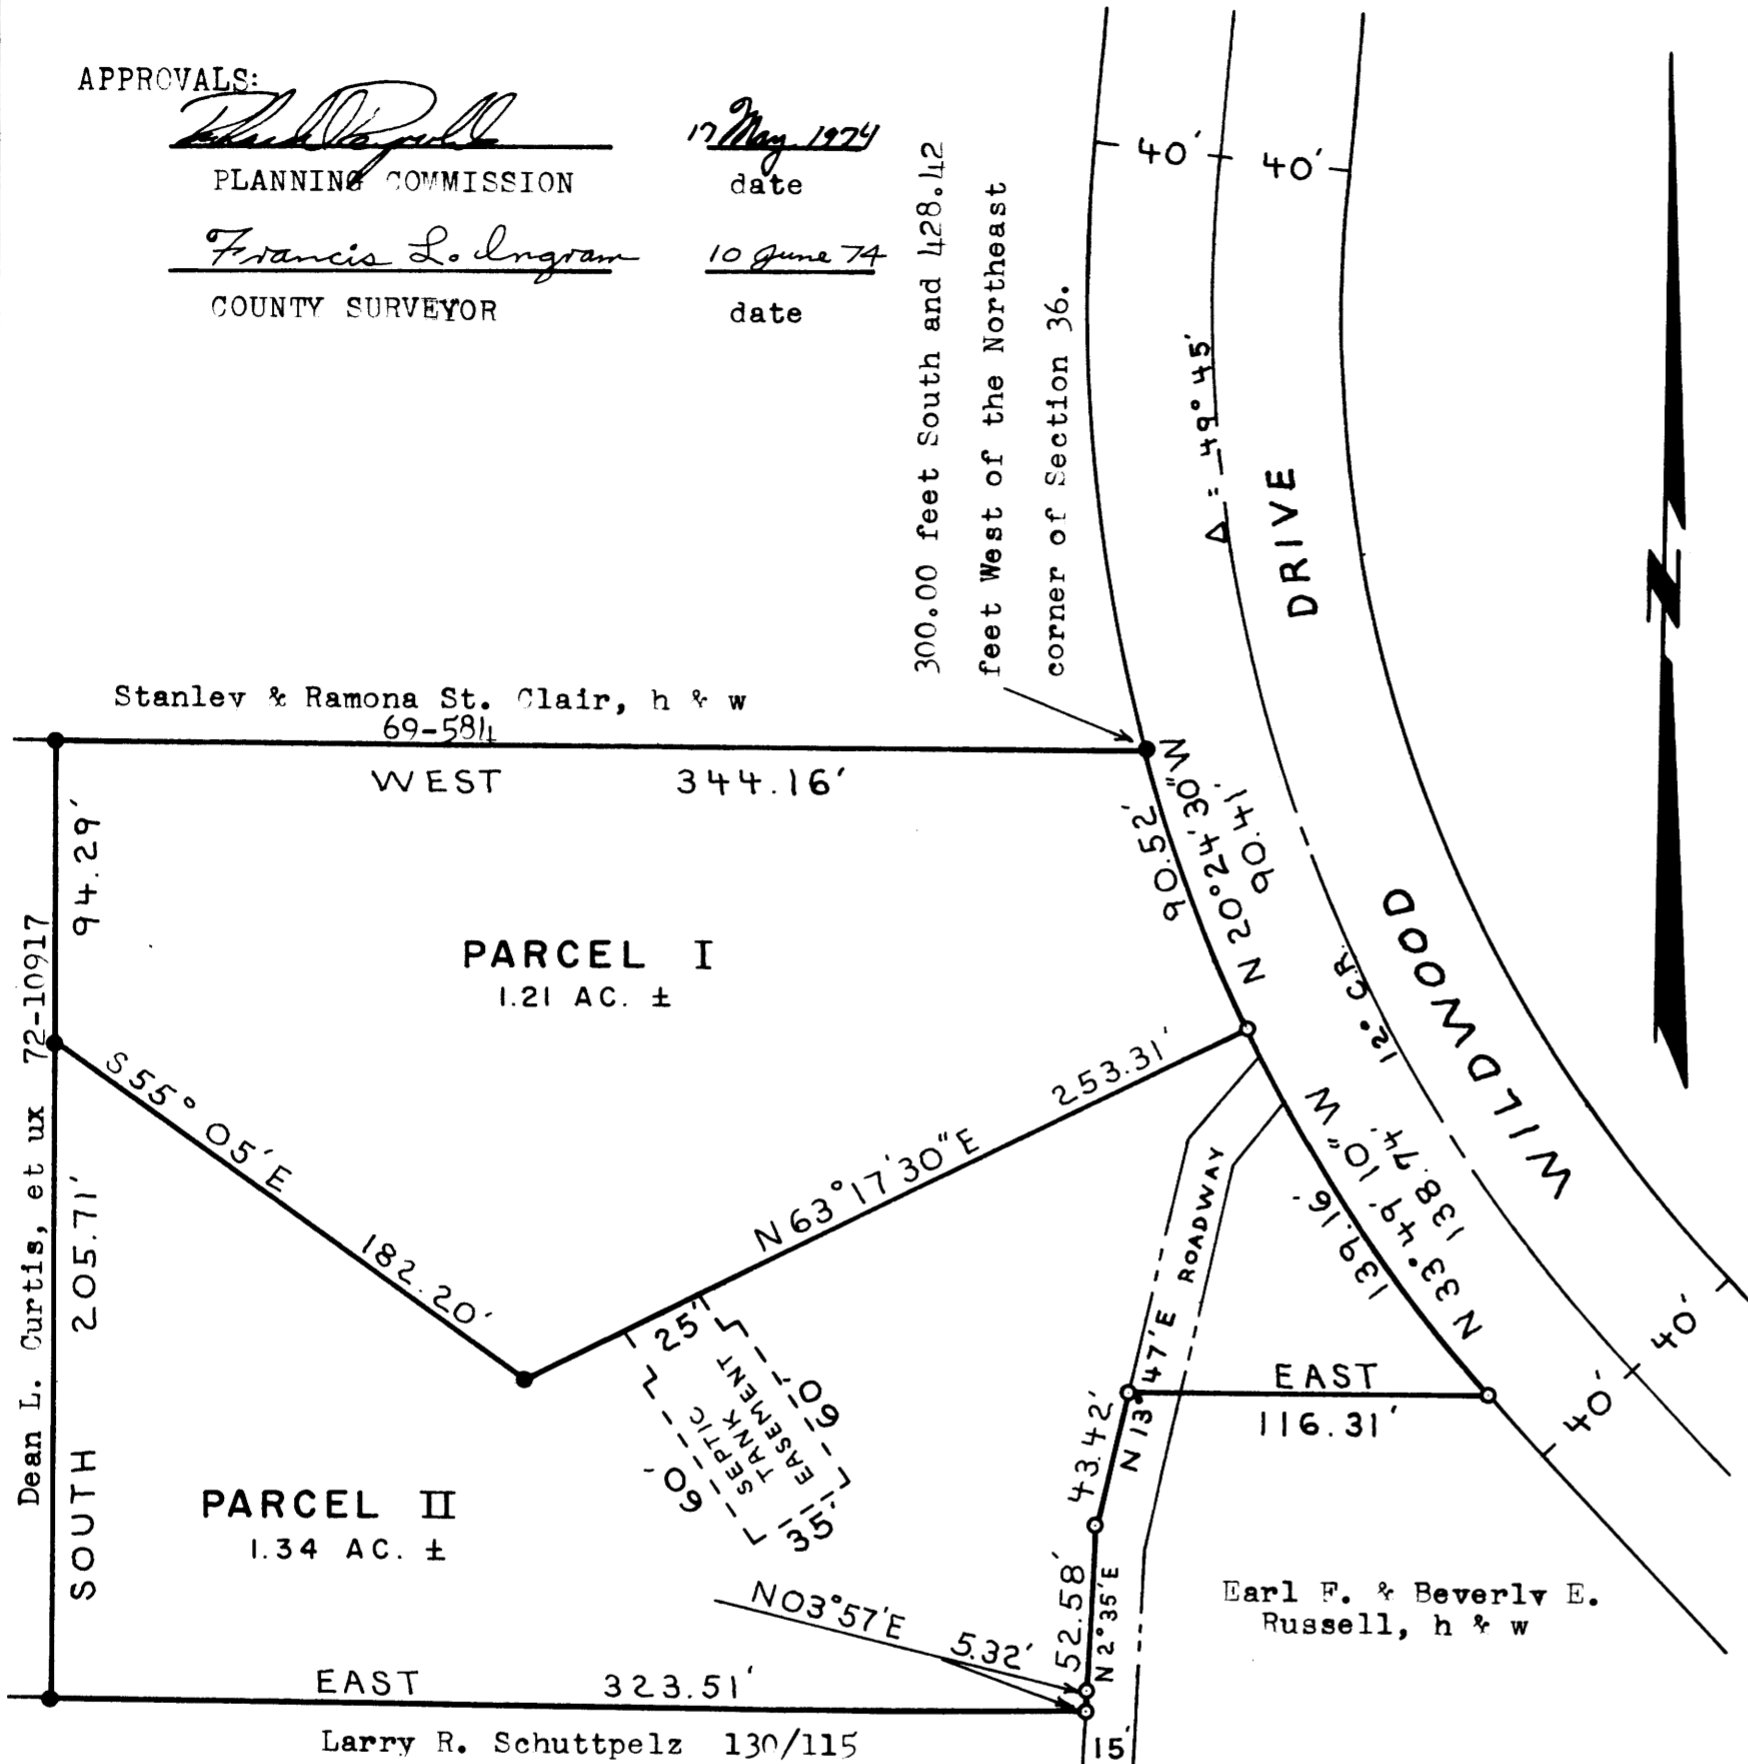 APPROVALS:
17 May 1974
PLANNING COMMISSION
date
Francis L. Ingram
10 June 74
COUNTY SURVEYOR
date
300.00 feet South and 428.42
feet West of the Northeast
corner of Section 36.
40'
40'
Δ = 49° 45'
DRIVE
N
Stanley & Ramona St. Clair, h & w
69-584
WEST 344.16'
94.29'
90.52'
N 20° 24' 30" W
90.41'
PARCEL I
1.21 AC. ±
12° C.R.
WILDWOOD
Dean L. Curtis, et ux 72-10917
S 55° 05' E
182.20'
N 63° 17' 30" E
253.31'
SOUTH 205.71'
ROADWAY
139.16'
N 33° 49' 10" W
138.74'
40'
40'
25'
SEPTIC
TANK
EASEMENT
60'
60'
35'
EAST
116.31'
43.42'
N 13° 47' E
PARCEL II
1.34 AC. ±
52.58'
N 2° 35' E
N 03° 57' E
5.32'
Earl F. & Beverly E.
Russell, h & w
EAST 323.51'
Larry R. Schuttpelz 130/115
15'